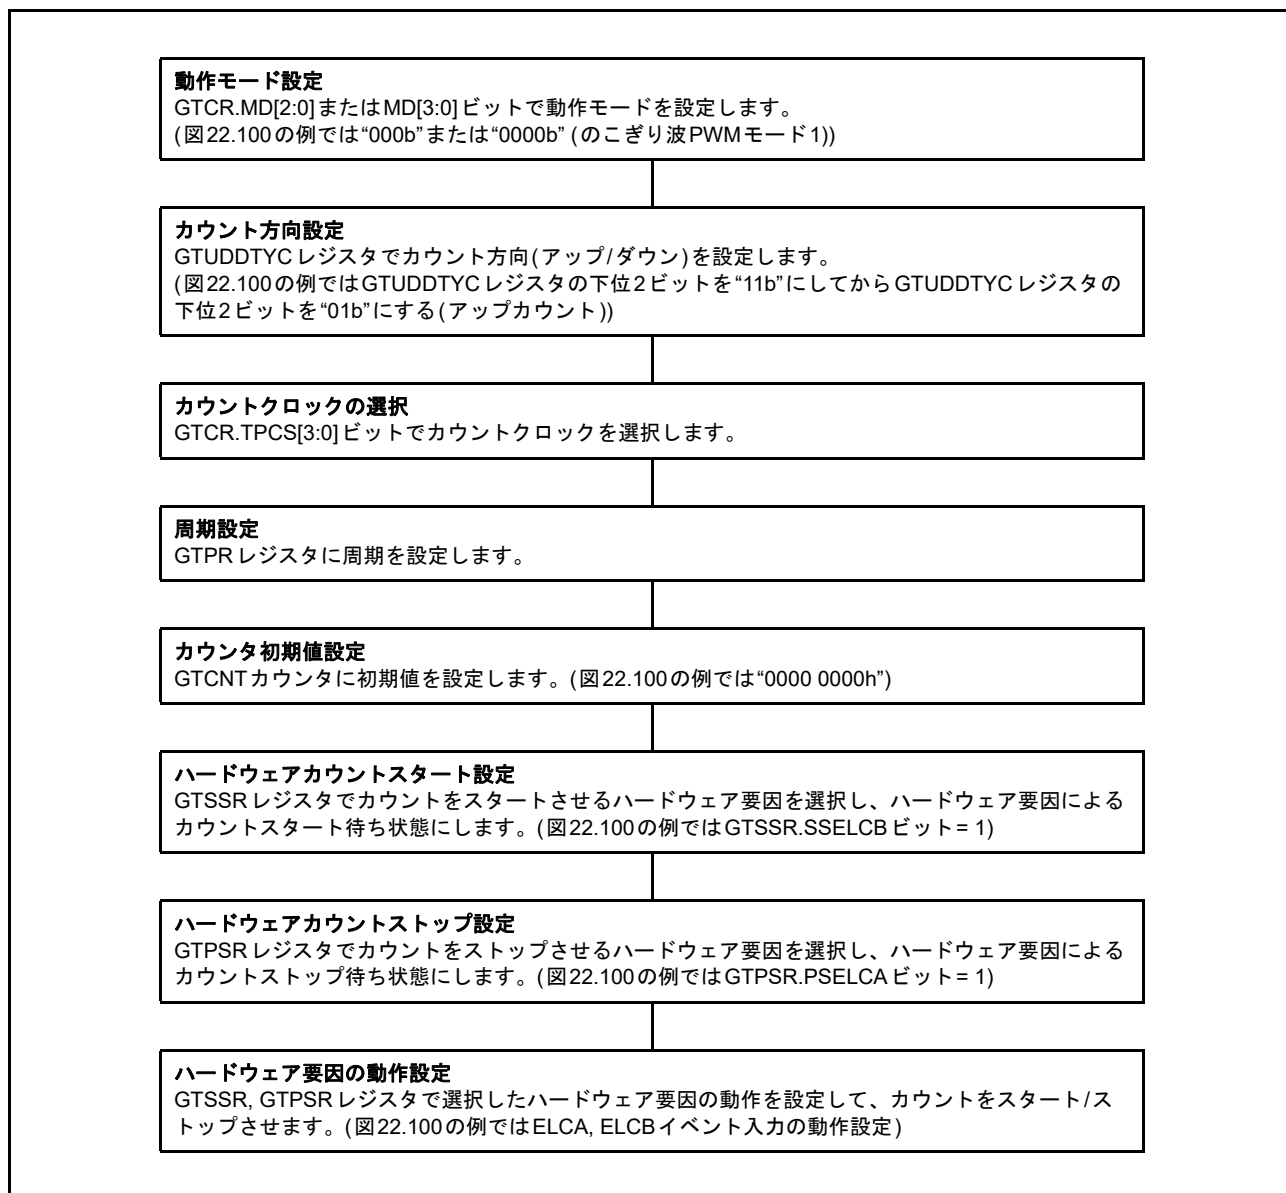 動作モード設定
GTCR.MD[2:0]またはMD[3:0]ビットで動作モードを設定します。
(図22.100の例では“000b”または“0000b” (のこぎり波PWMモード1))
カウント方向設定
GTUDDTYCレジスタでカウント方向(アップ/ダウン)を設定します。
(図22.100の例ではGTUDDTYCレジスタの下位2ビットを“11b”にしてからGTUDDTYCレジスタの
下位2ビットを“01b”にする(アップカウント))
カウントクロックの選択
GTCR.TPCS[3:0]ビットでカウントクロックを選択します。
周期設定
GTPRレジスタに周期を設定します。
カウンタ初期値設定
GTCNTカウンタに初期値を設定します。(図22.100の例では“0000 0000h”)
ハードウェアカウントスタート設定
GTSSRレジスタでカウントをスタートさせるハードウェア要因を選択し、ハードウェア要因による
カウントスタート待ち状態にします。(図22.100の例ではGTSSR.SSELCBビット= 1)
ハードウェアカウントストップ設定
GTPSRレジスタでカウントをストップさせるハードウェア要因を選択し、ハードウェア要因による
カウントストップ待ち状態にします。(図22.100の例ではGTPSR.PSELCAビット= 1)
ハードウェア要因の動作設定
GTSSR, GTPSRレジスタで選択したハードウェア要因の動作を設定して、カウントをスタート/ス
トップさせます。(図22.100の例ではELCA, ELCBイベント入力の動作設定)